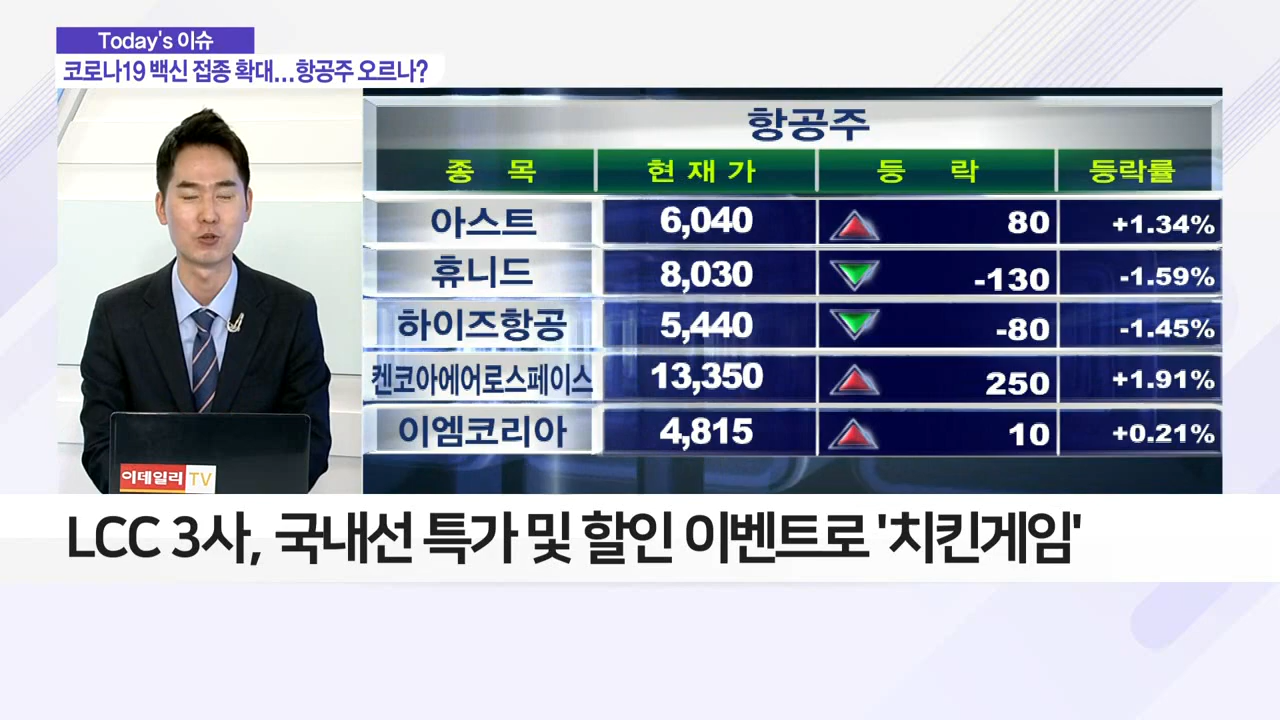 Today's 이슈
코로나19 백신 접종 확대...항공주 오르나?
항공주
종 목 현재가 등 락 등락률
아스트 6,040 80 +1.34%
휴니드 8,030 -130 -1.59%
하이즈항공 5,440 -80 -1.45%
켄코아에어로스페이스 13,350 250 +1.91%
이엠코리아 4,815 10 +0.21%
이데일리 TV
LCC 3사, 국내선 특가 및 할인 이벤트로 '치킨게임'